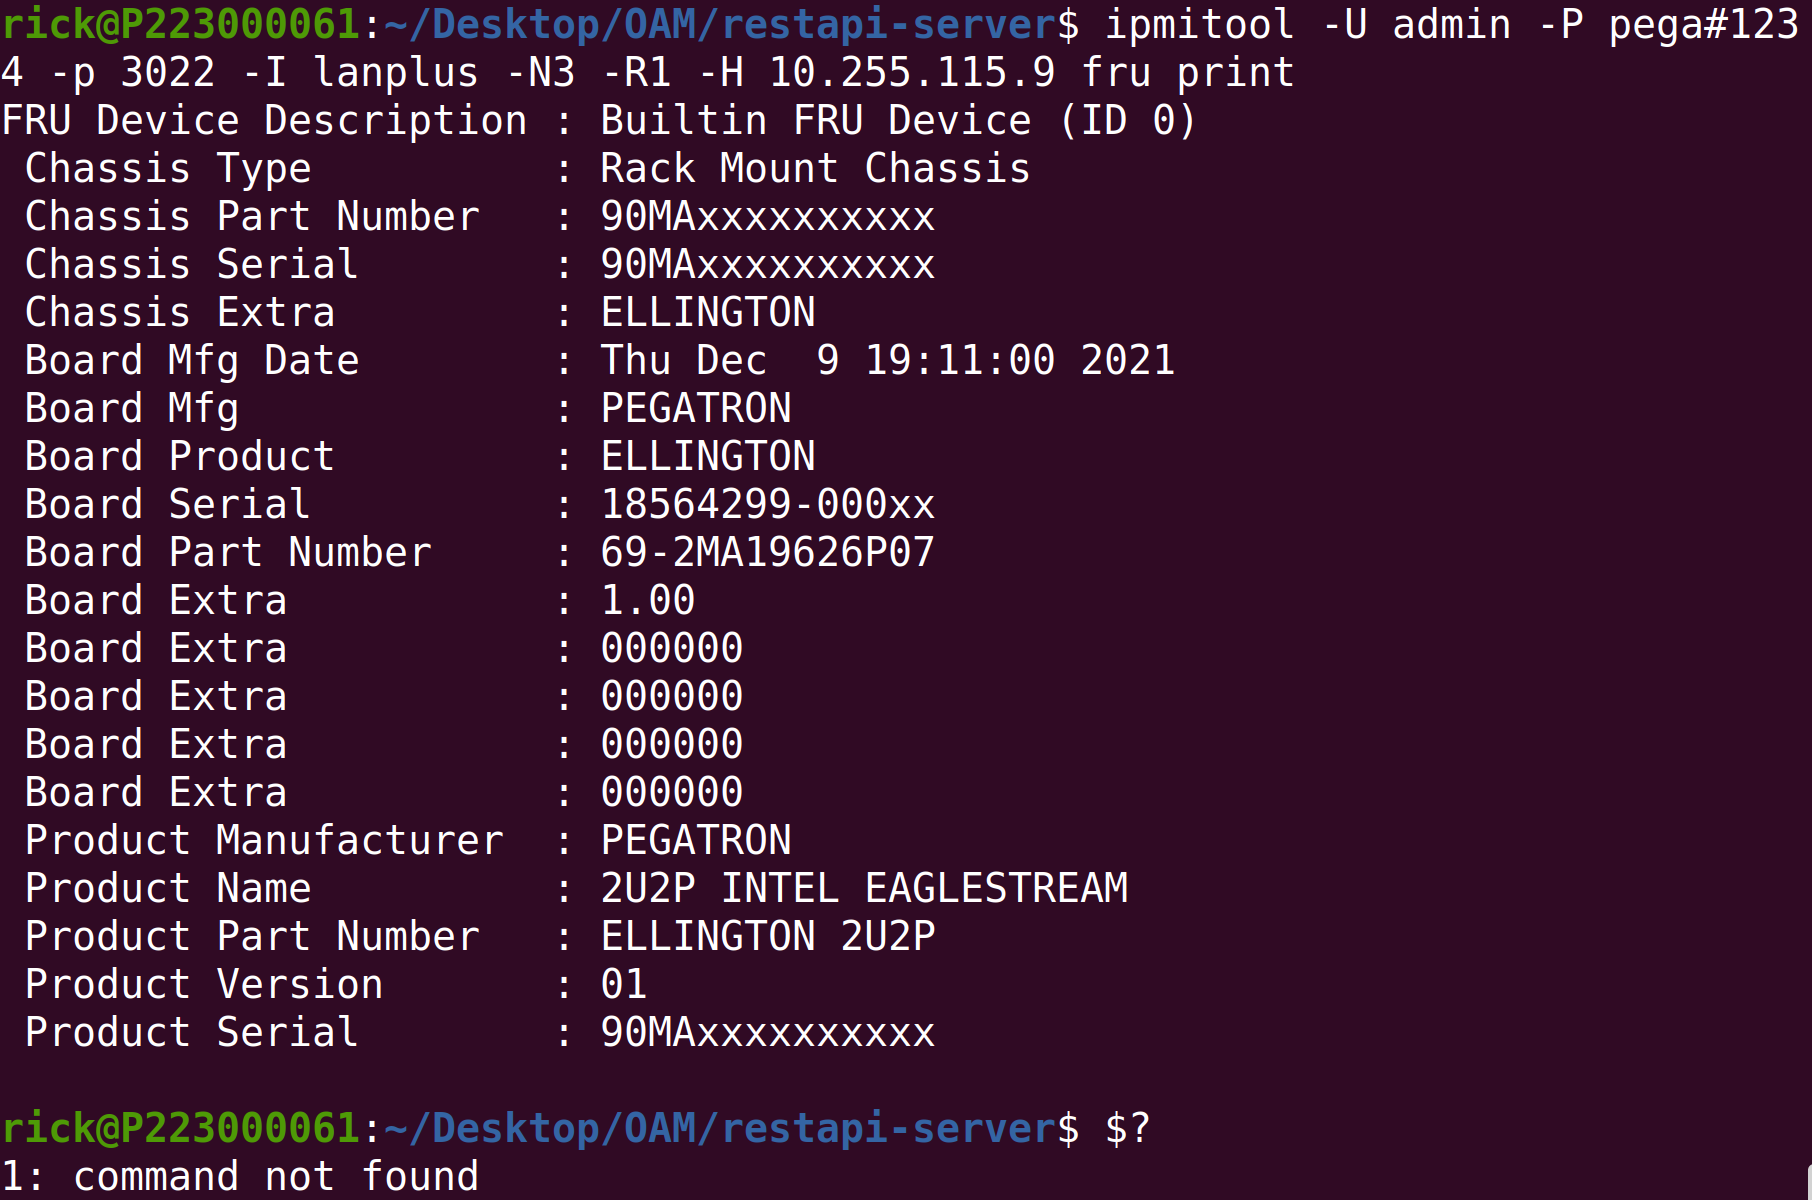 rick@P223000061:~/Desktop/OAM/restapi-server$ ipmitool -U admin -P pega#123
4 -p 3022 -I lanplus -N3 -R1 -H 10.255.115.9 fru print
FRU Device Description : Builtin FRU Device (ID 0)
 Chassis Type          : Rack Mount Chassis
 Chassis Part Number   : 90MAxxxxxxxxxx
 Chassis Serial        : 90MAxxxxxxxxxx
 Chassis Extra         : ELLINGTON
 Board Mfg Date        : Thu Dec  9 19:11:00 2021
 Board Mfg             : PEGATRON
 Board Product         : ELLINGTON
 Board Serial          : 18564299-000xx
 Board Part Number     : 69-2MA19626P07
 Board Extra           : 1.00
 Board Extra           : 000000
 Board Extra           : 000000
 Board Extra           : 000000
 Board Extra           : 000000
 Product Manufacturer  : PEGATRON
 Product Name          : 2U2P INTEL EAGLESTREAM
 Product Part Number   : ELLINGTON 2U2P
 Product Version       : 01
 Product Serial        : 90MAxxxxxxxxxx

rick@P223000061:~/Desktop/OAM/restapi-server$ $?
1: command not found